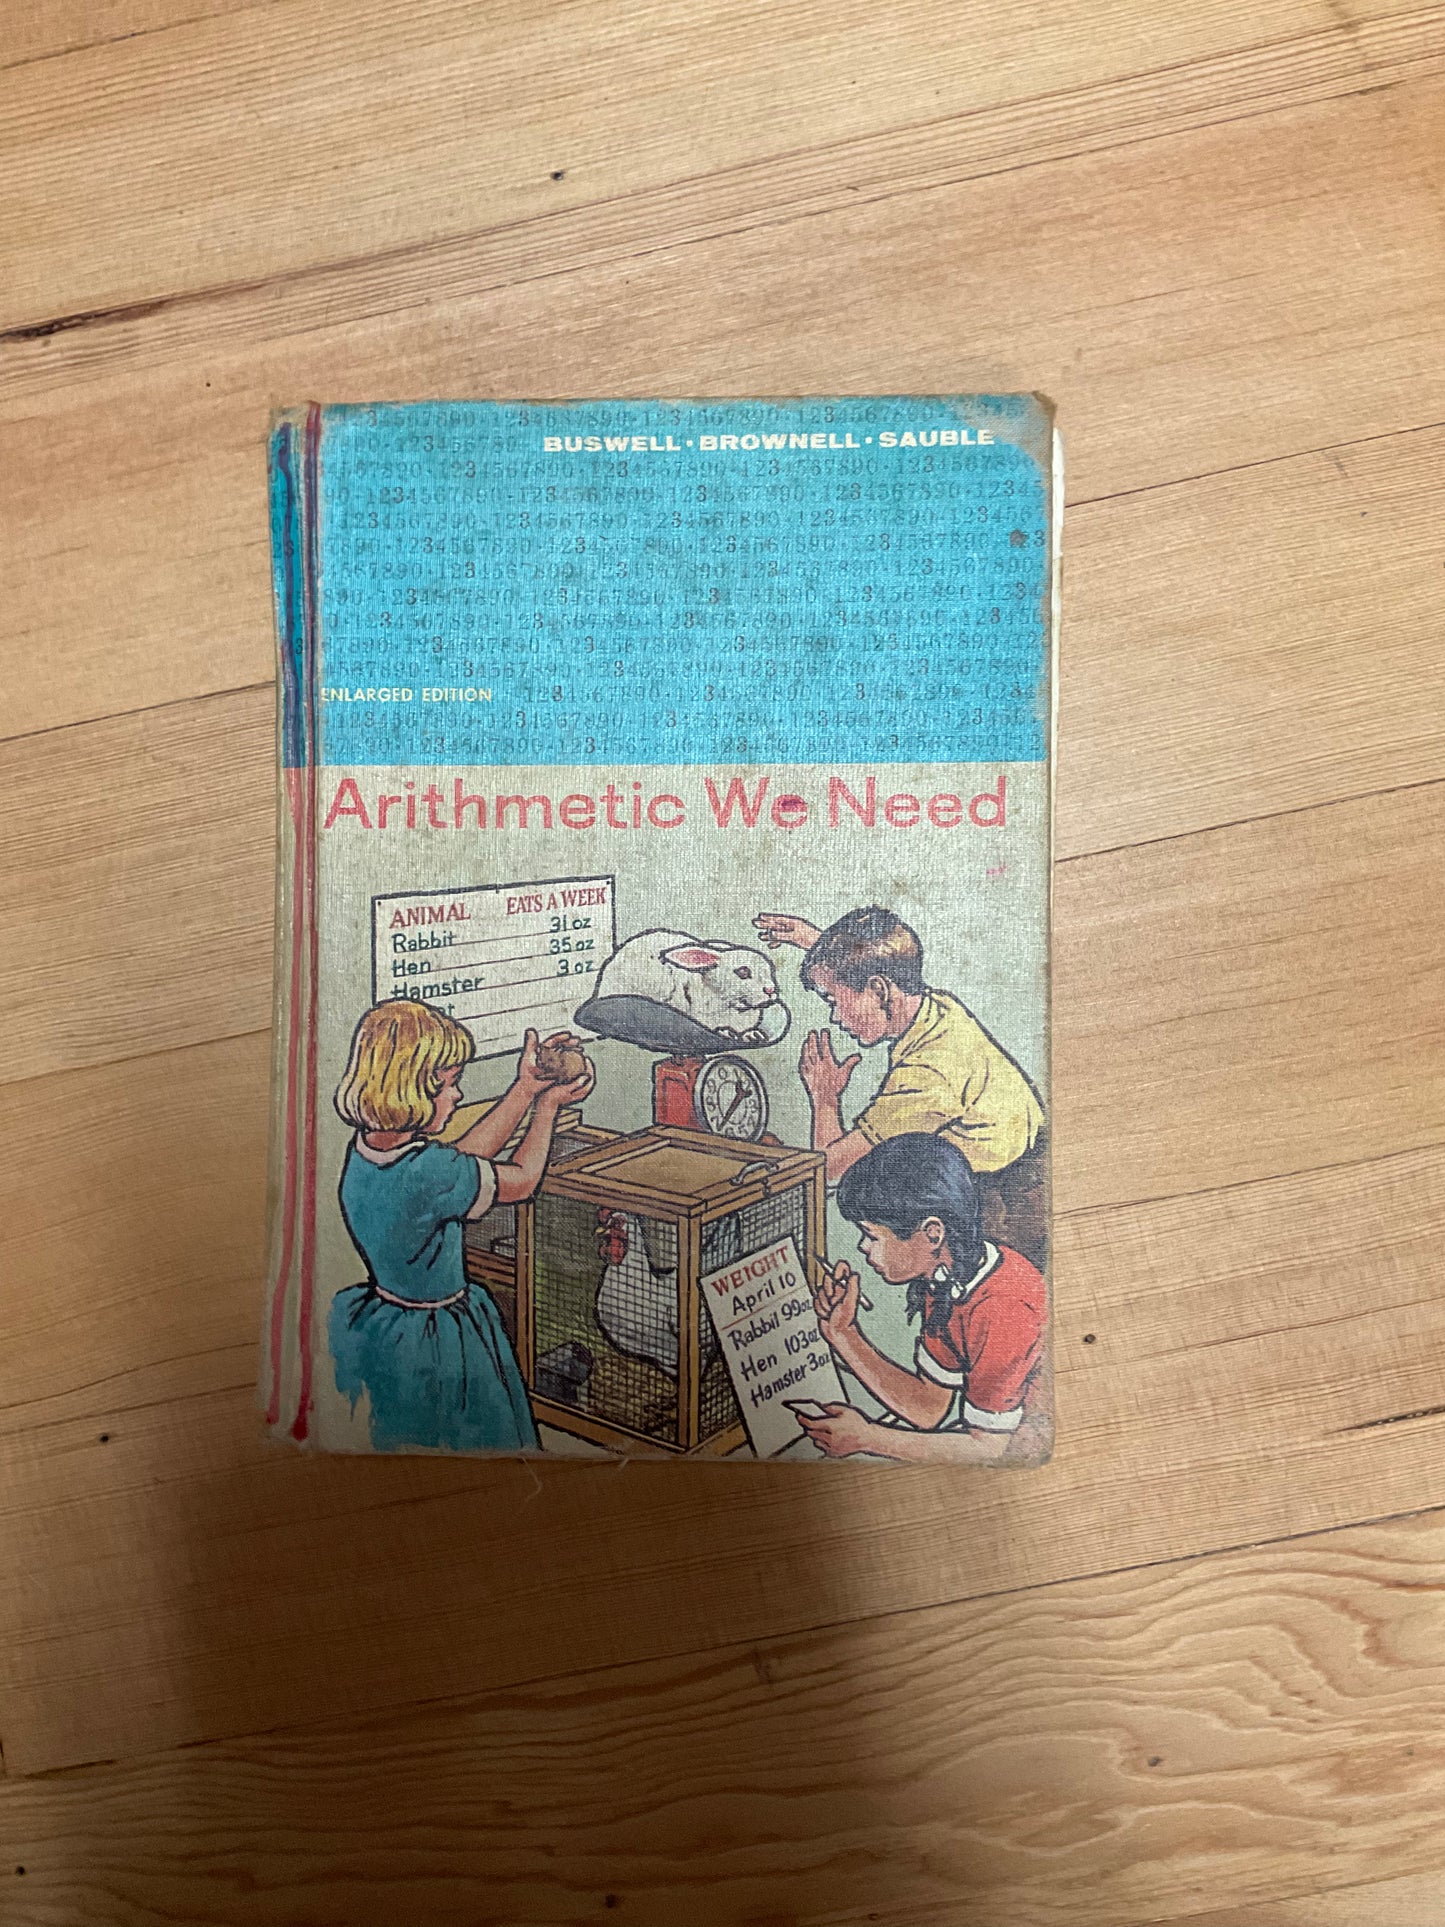 BUSWELL • BROWNELL • SAUBLE
ENLARGED EDITION
Arithmetic We Need
ANIMAL EATS A WEEK
Rabbit 31 oz
Hen 35 oz
Hamster 3 oz
WEIGHT
April 10
Rabbit 99 oz
Hen 103 oz
Hamster 3 oz